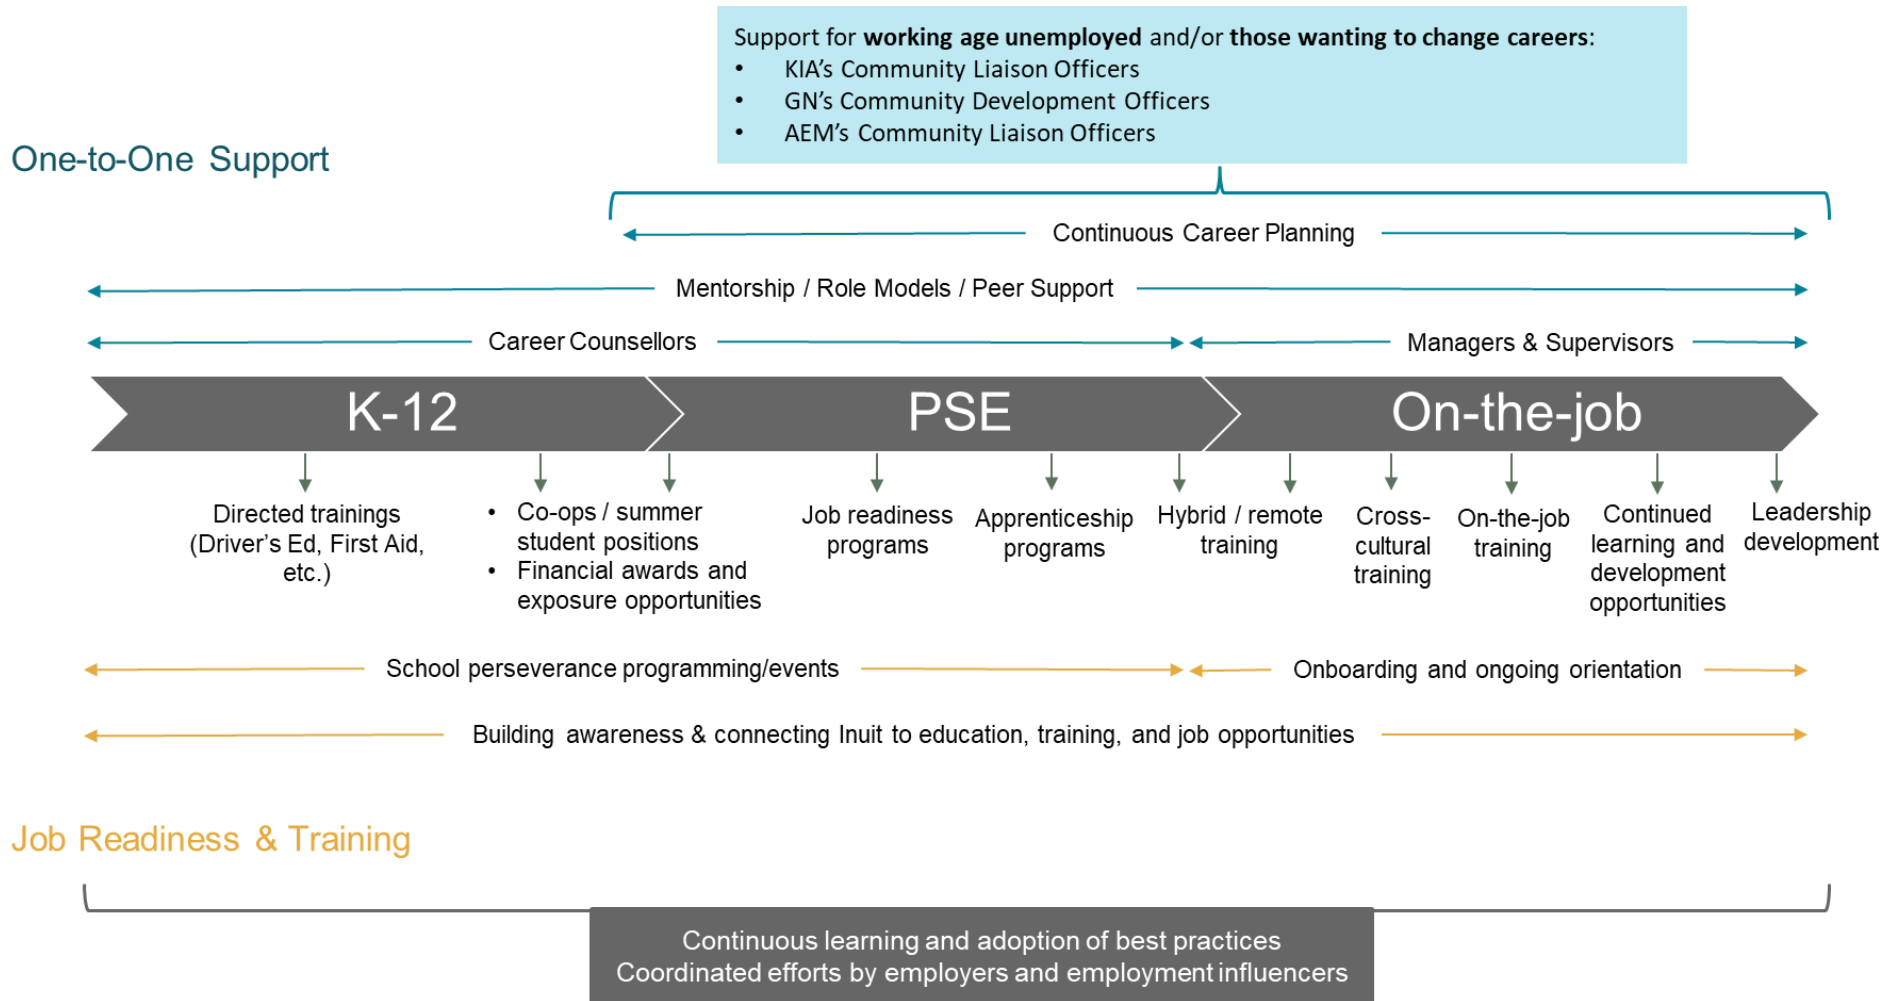 Support for working age unemployed and/or those wanting to change careers:
• KIA's Community Liaison Officers
• GN's Community Development Officers
• AEM's Community Liaison Officers
One-to-One Support
Continuous Career Planning
Mentorship / Role Models / Peer Support
Career Counsellors
Managers & Supervisors
K-12
PSE
On-the-job
Directed trainings
(Driver's Ed, First Aid,
etc.)
• Co-ops / summer
student positions
• Financial awards and
exposure opportunities
Job readiness
programs
Apprenticeship
programs
Hybrid / remote
training
Cross-
cultural
training
On-the-job
training
Continued
learning and
development
opportunities
Leadership
development
School perseverance programming/events
Onboarding and ongoing orientation
Building awareness & connecting Inuit to education, training, and job opportunities
Job Readiness & Training
Continuous learning and adoption of best practices
Coordinated efforts by employers and employment influencers